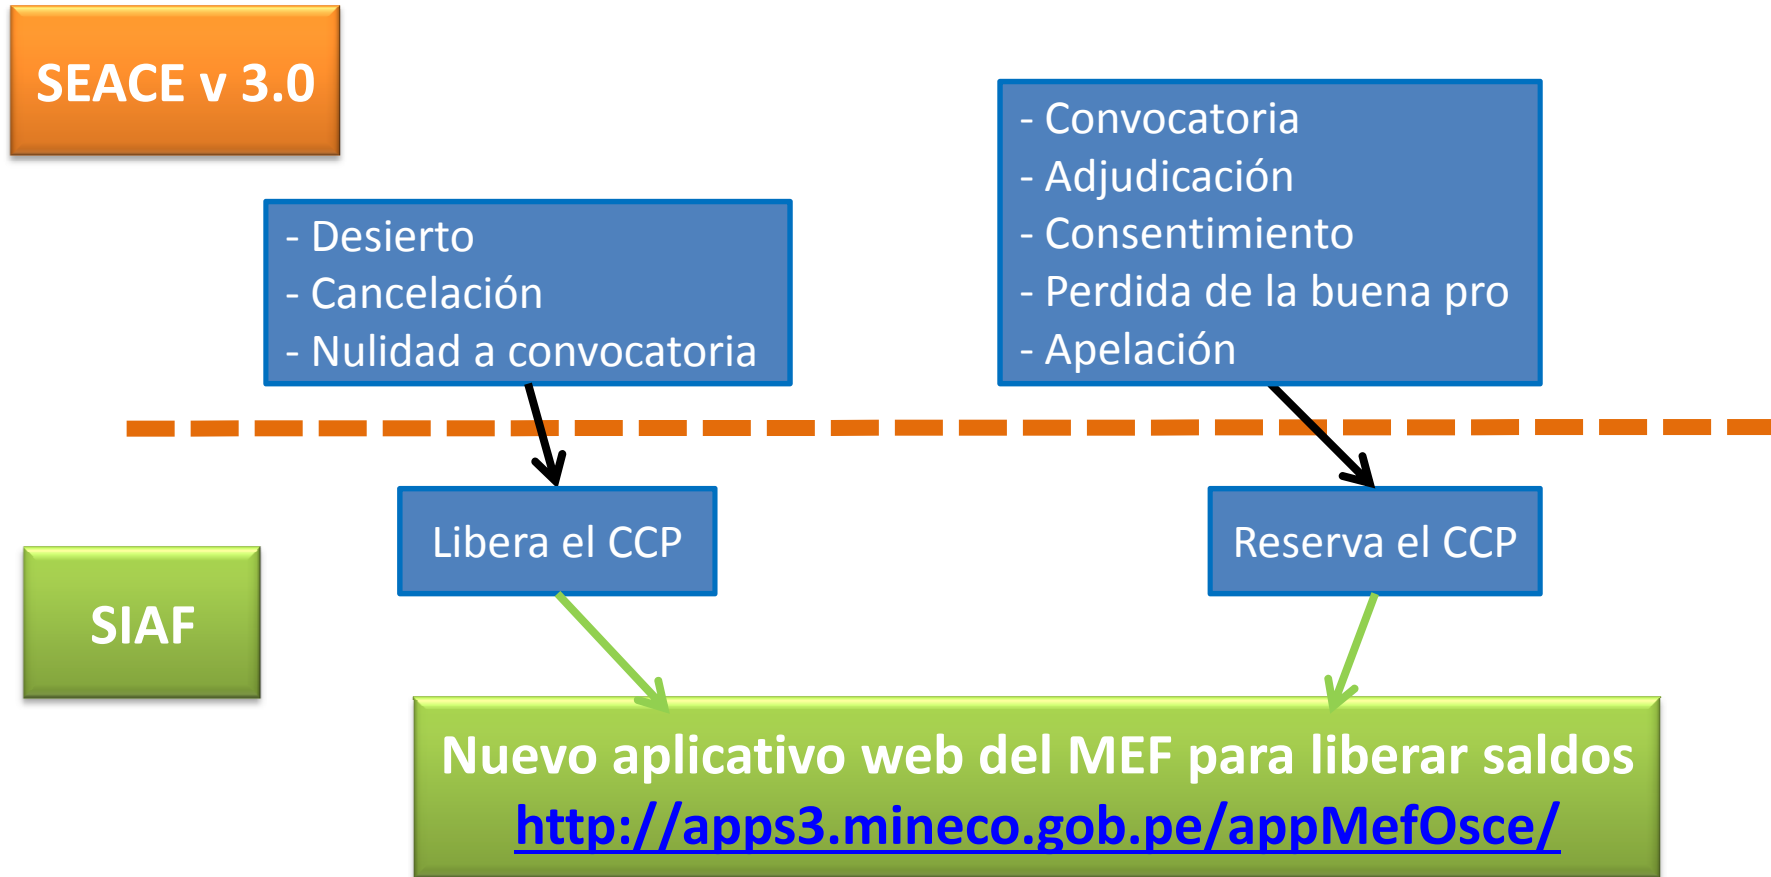 SEACE v 3.0
- Desierto
- Cancelación
- Nulidad a convocatoria
- Convocatoria
- Adjudicación
- Consentimiento
- Perdida de la buena pro
- Apelación
Libera el CCP
Reserva el CCP
SIAF
Nuevo aplicativo web del MEF para liberar saldos
http://apps3.mineco.gob.pe/appMefOsce/